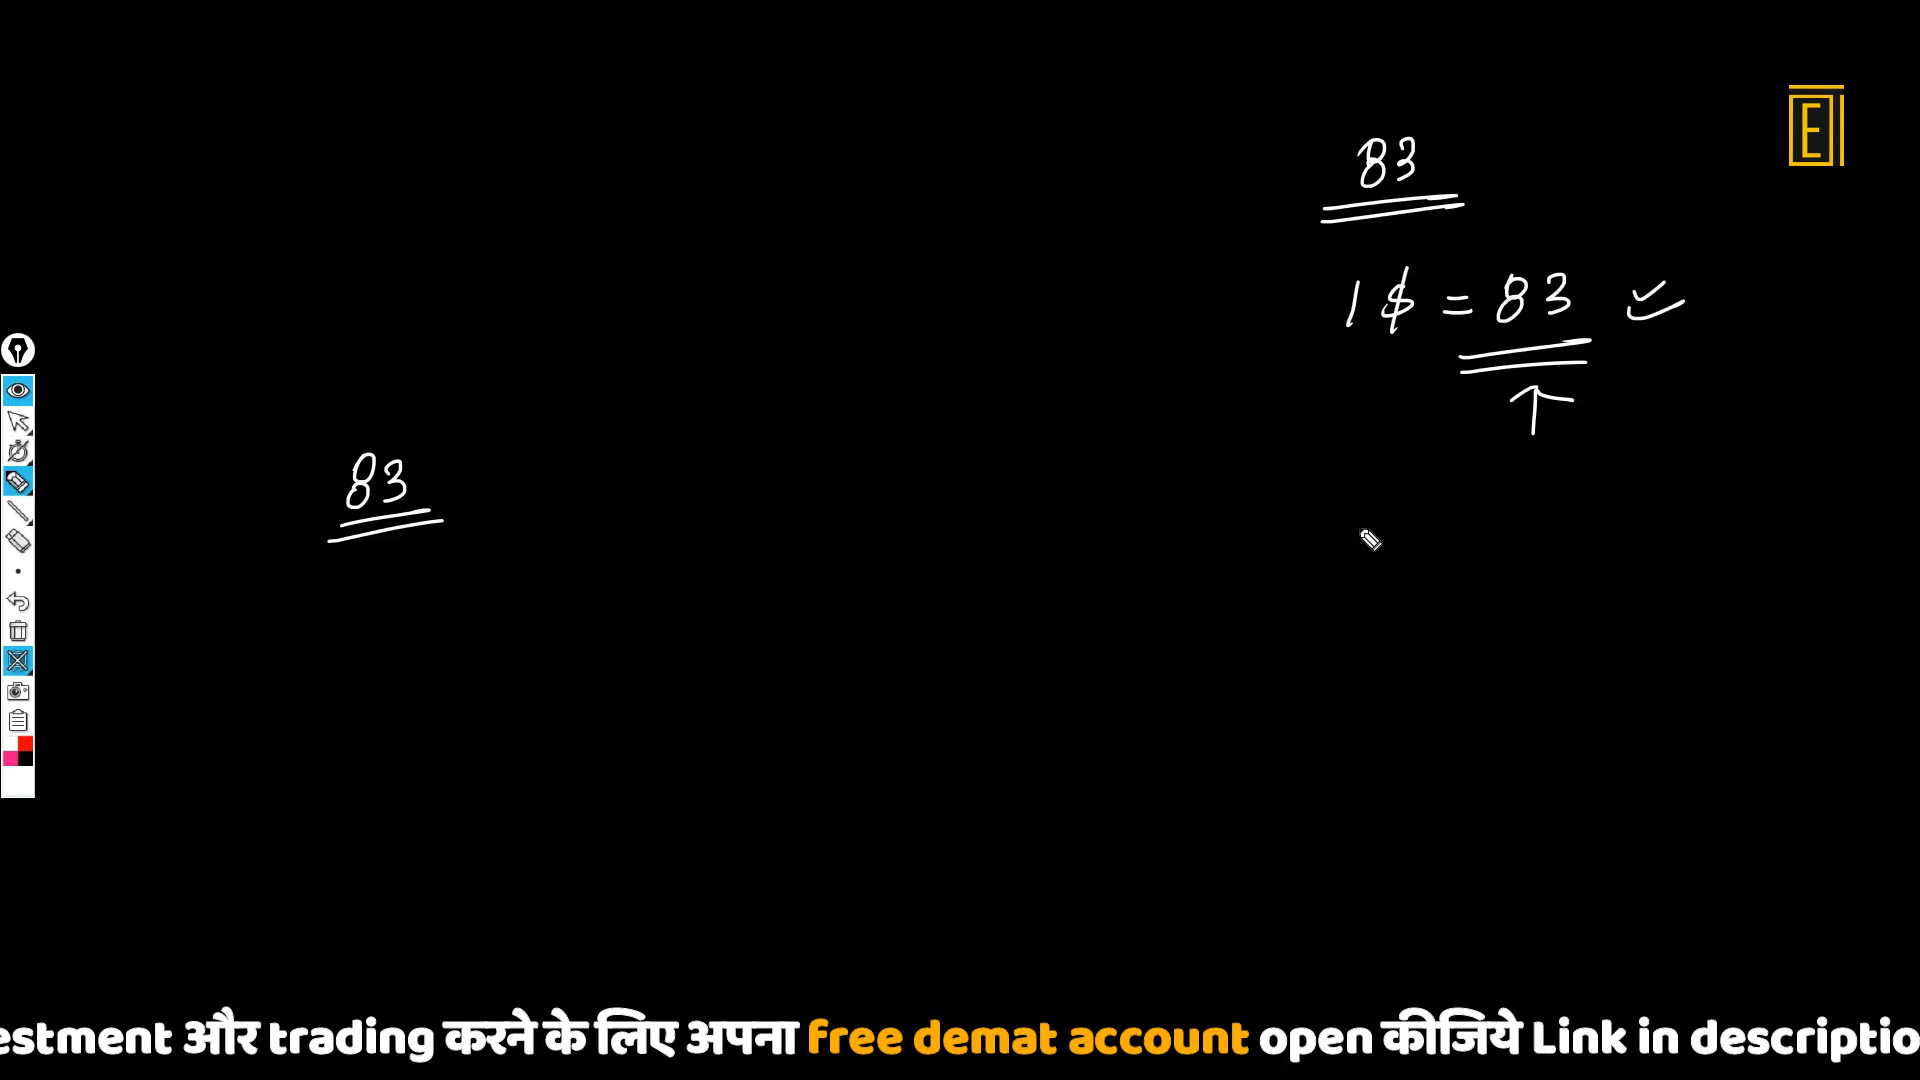 E
83
1 $ = 83
83
estment और trading करने के लिए अपना free demat account open कीजिये Link in descriptio